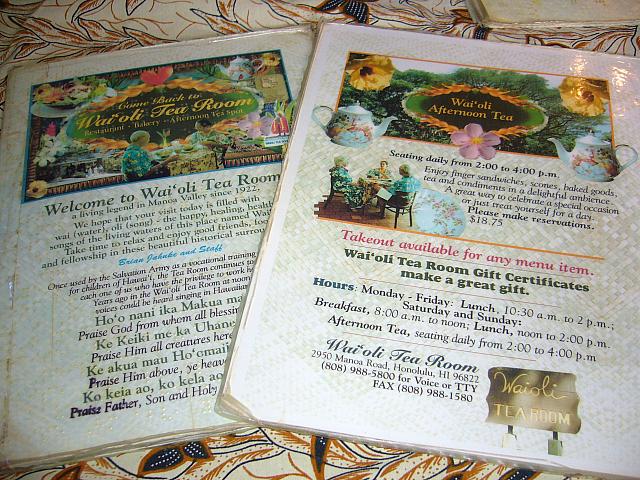 Come Back to
Wai'oli Tea Room
Restaurant · Bakery · Afternoon Tea Spot
Welcome to Wai'oli Tea Room
a living legend in Manoa Valley since 1922.
We hope that your visit today is filled with
wai (water), oli (song) - the happy, healing, health
songs of the living waters of this place named Wai
Take time to relax and enjoy good friends, foo
and fellowship in these beautiful historical surrou
Brian Jahnke and Staff
Once used by the Salvation Army as a vocational training
for children of Hawai'i, the Tea Room continues to
each one of us who have the privilege to work he
Years ago in the Wai'oli Tea Room at noon
voices could be heard singing in Hawaiian
Ho'o nani ika Makua ma
Praise God from whom all blessin
Ke Keiki me ka Uhane
Praise Him all creatures here
Ke akua mau Ho'omai
Praise Him above, ye heav
Ko keia ao, ko kela ao
Praise Father, Son and Holy
Wai'oli
Afternoon Tea
Seating daily from 2:00 to 4:00 p.m.
Enjoy finger sandwiches, scones, baked goods,
tea and condiments in a delightful ambience.
A great way to celebrate a special occasion
or just treat yourself for a day.
Please make reservations.
$18.75
Takeout available for any menu item.
Wai'oli Tea Room Gift Certificates
make a great gift.
Hours: Monday - Friday: Lunch, 10:30 a.m. to 2 p.m.;
Saturday and Sunday:
Breakfast, 8:00 a.m. to noon; Lunch, noon to 2:00 p.m.
Afternoon Tea, seating daily from 2:00 to 4:00 p.m
Wai'oli Tea Room
2950 Manoa Road, Honolulu, HI 96822
(808) 988-5800 for Voice or TTY
FAX (808) 988-1580
Waioli
TEA ROOM